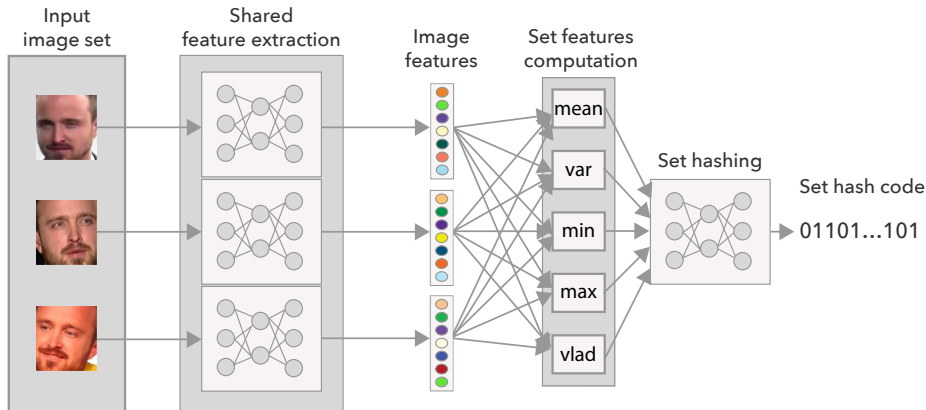 Input
image set
Shared
feature extraction
Image
features
Set features
computation
mean
var
min
max
vlad
Set hashing
Set hash code
01101...101